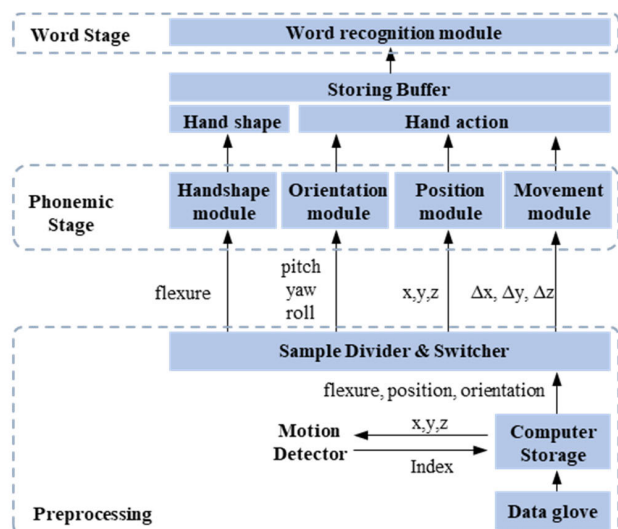 Word Stage
Word recognition module
Storing Buffer
Hand shape
Hand action
Phonemic
Stage
Handshape
module
Orientation
module
Position
module
Movement
module
flexure
pitch
yaw
roll
x,y,z
Δx, Δy, Δz
Sample Divider & Switcher
flexure, position, orientation
Motion
Detector
x,y,z
Index
Computer
Storage
Preprocessing
Data glove